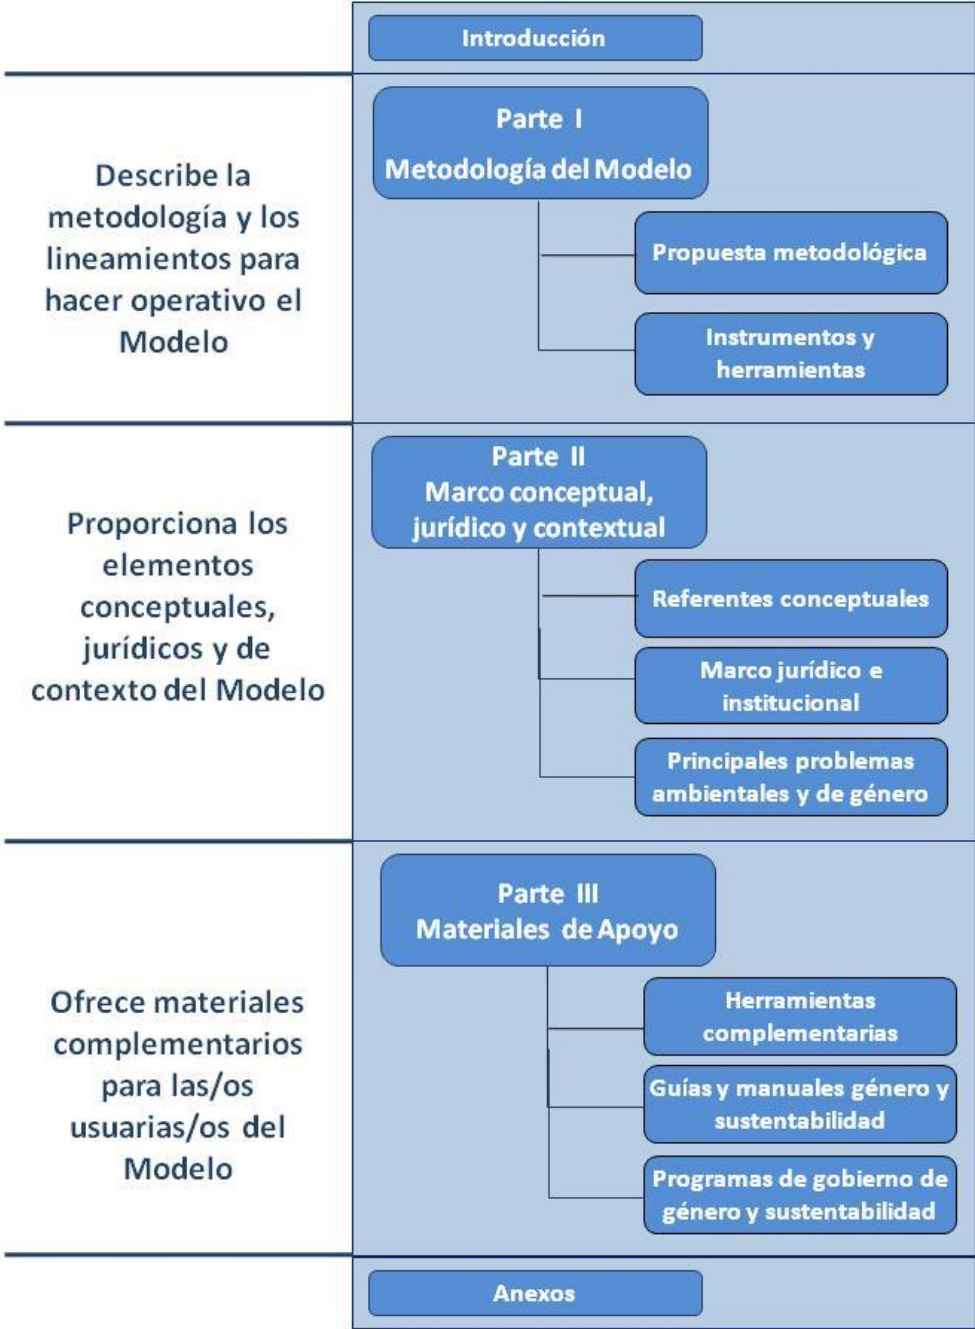 Introducción
Describe la
metodología y los
lineamientos para
hacer operativo el
Modelo
Parte I
Metodología del Modelo
Propuesta metodológica
Instrumentos y
herramientas
Proporciona los
elementos
conceptuales,
jurídicos y de
contexto del Modelo
Parte II
Marco conceptual,
jurídico y contextual
Referentes conceptuales
Marco jurídico e
institucional
Principales problemas
ambientales y de género
Ofrece materiales
complementarios
para las/os
usuarias/os del
Modelo
Parte III
Materiales de Apoyo
Herramientas
complementarias
Guías y manuales género y
sustentabilidad
Programas de gobierno de
género y sustentabilidad
Anexos